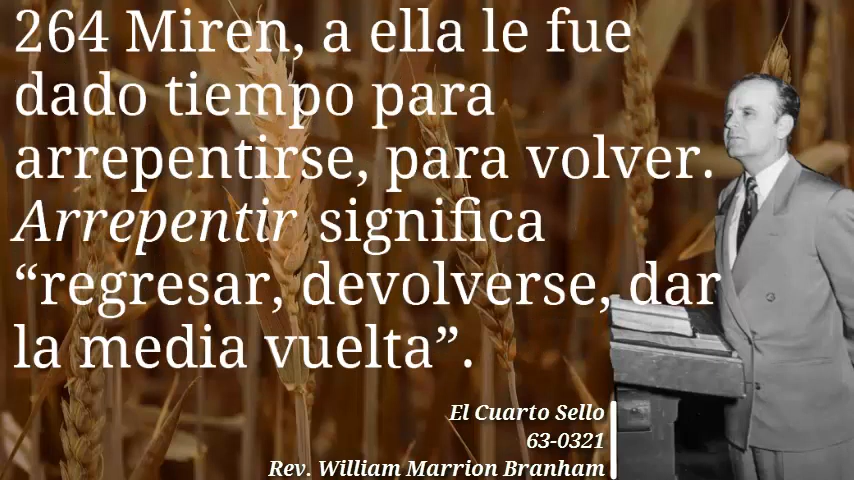 264 Miren, a ella le fue
dado tiempo para
arrepentirse, para volver.
Arrepentir significa
“regresar, devolverse, dar
la media vuelta”.
El Cuarto Sello
63-0321
Rev. William Marrion Branham